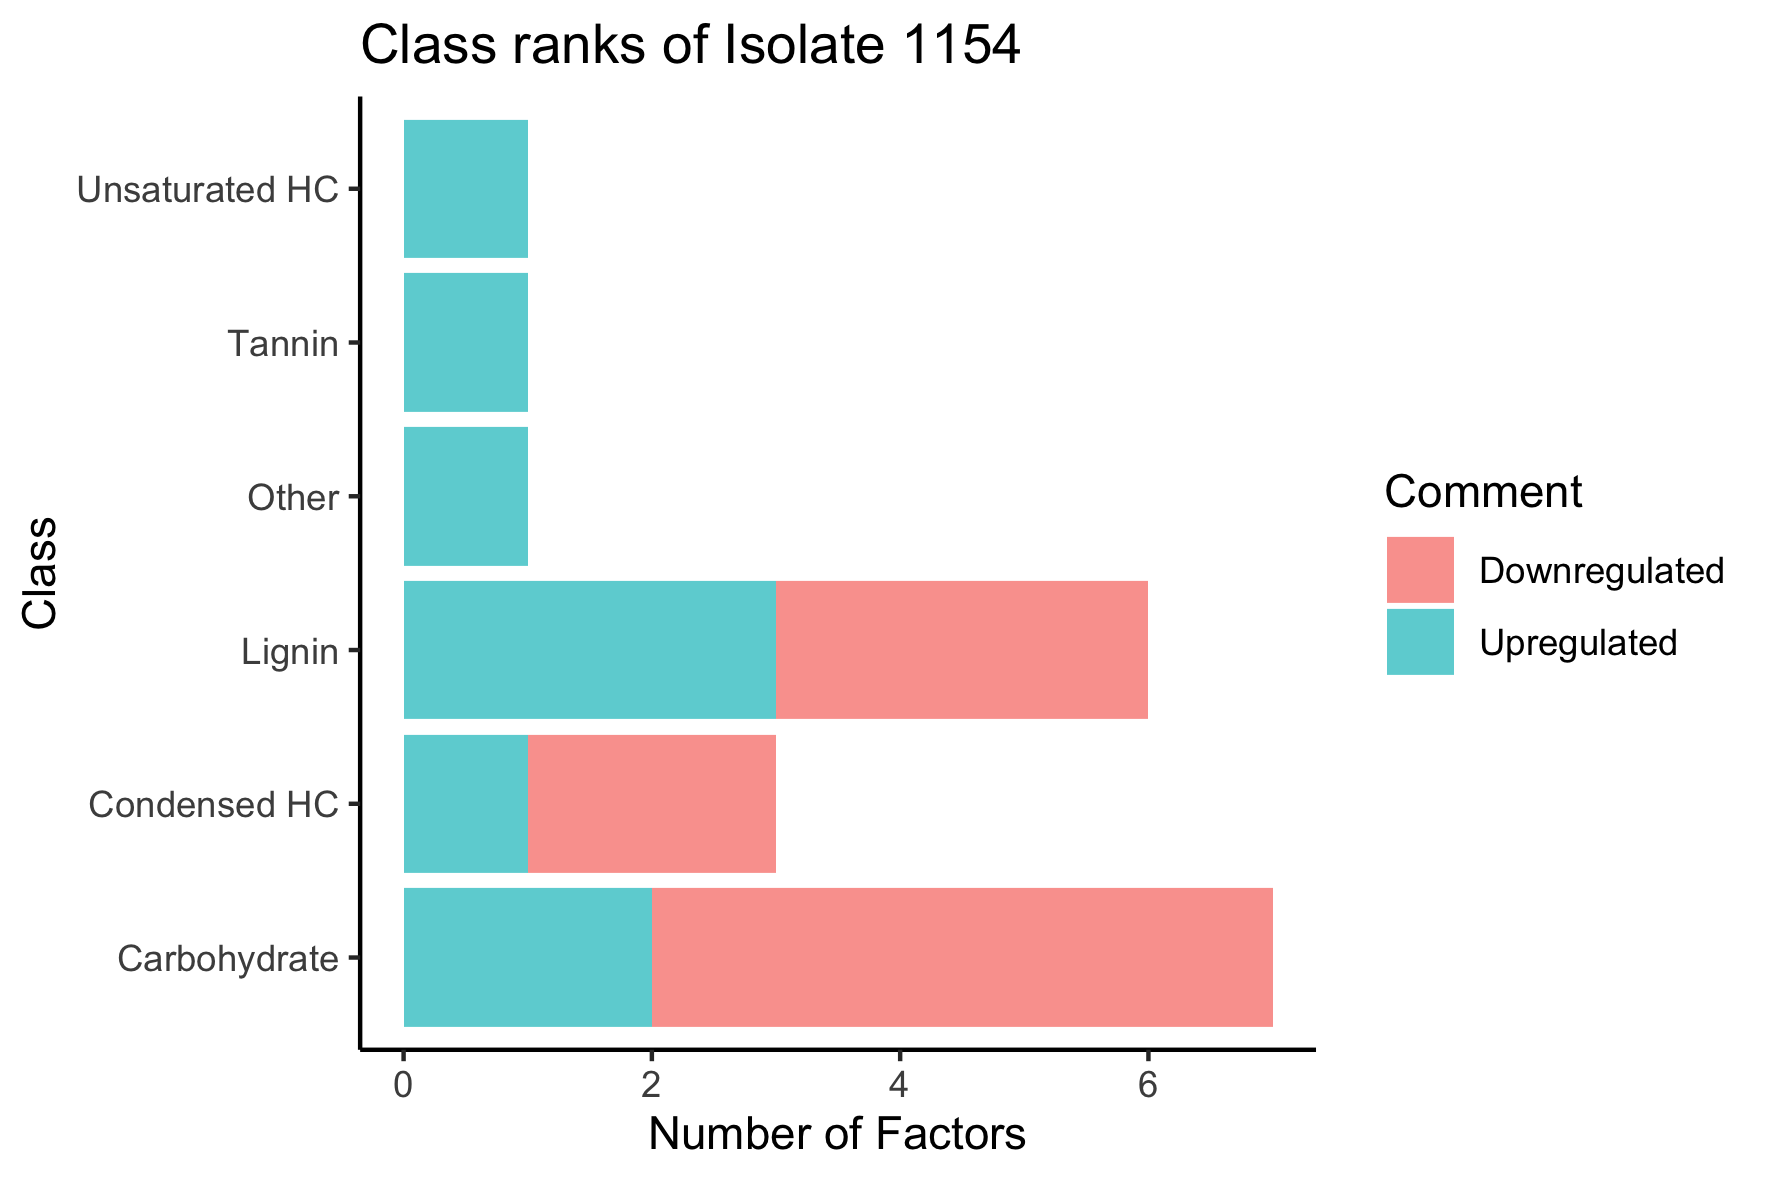 Class ranks of Isolate 1154
Class
Unsaturated HC
Tannin
Other
Lignin
Condensed HC
Carbohydrate
0 2 4 6
Number of Factors
Comment
Downregulated
Upregulated